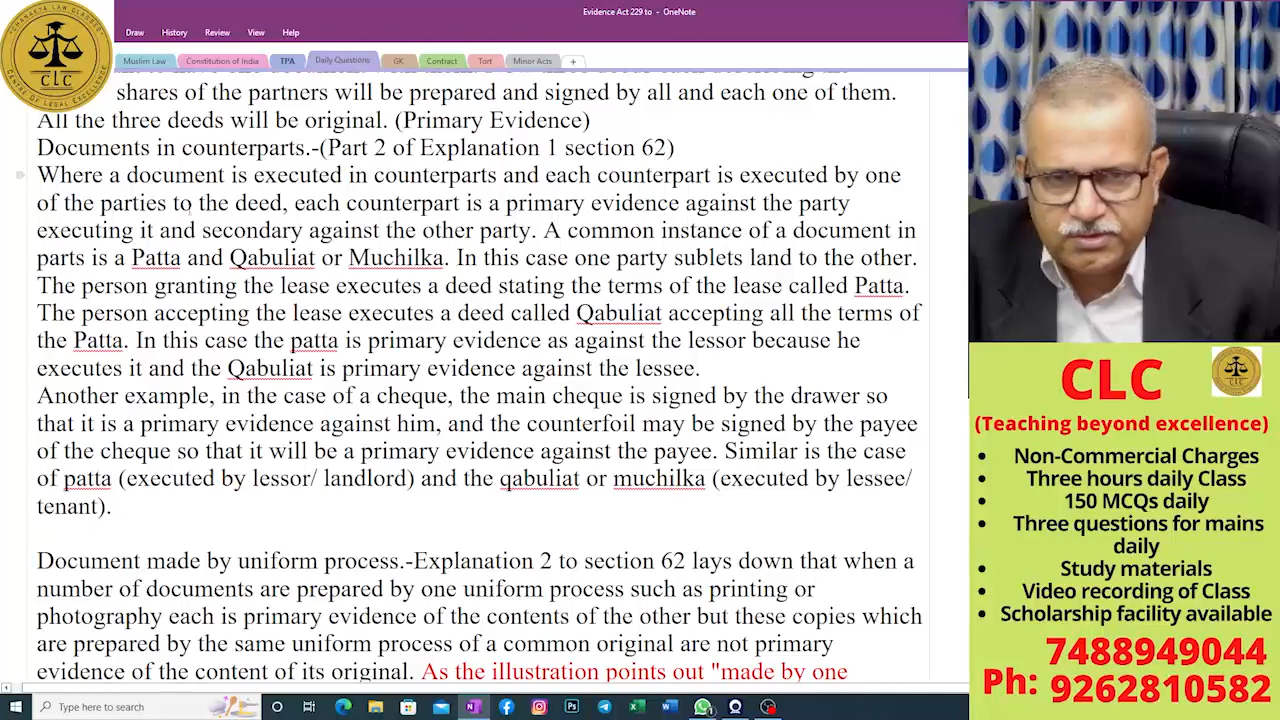 Evidence Act 229 to - OneNote
Draw History Review View Help
Muslim Law Constitution of India TPA Daily Questions GK Contract Tort Minor Acts +
CLC
shares of the partners will be prepared and signed by all and each one of them.
All the three deeds will be original. (Primary Evidence)
Documents in counterparts.-(Part 2 of Explanation 1 section 62)
Where a document is executed in counterparts and each counterpart is executed by one
of the parties to the deed, each counterpart is a primary evidence against the party
executing it and secondary against the other party. A common instance of a document in
parts is a Patta and Qabuliat or Muchilka. In this case one party sublets land to the other.
The person granting the lease executes a deed stating the terms of the lease called Patta.
The person accepting the lease executes a deed called Qabuliat accepting all the terms of
the Patta. In this case the patta is primary evidence as against the lessor because he
executes it and the Qabuliat is primary evidence against the lessee.
Another example, in the case of a cheque, the main cheque is signed by the drawer so
that it is a primary evidence against him, and the counterfoil may be signed by the payee
of the cheque so that it will be a primary evidence against the payee. Similar is the case
of patta (executed by lessor/ landlord) and the qabuliat or muchilka (executed by lessee/
tenant).
Document made by uniform process.-Explanation 2 to section 62 lays down that when a
number of documents are prepared by one uniform process such as printing or
photography each is primary evidence of the contents of the other but these copies which
are prepared by the same uniform process of a common original are not primary
evidence of the content of its original. As the illustration points out "made by one
Type here to search
CLC
(Teaching beyond excellence)
• Non-Commercial Charges
• Three hours daily Class
• 150 MCQs daily
• Three questions for mains
daily
• Study materials
• Video recording of Class
• Scholarship facility available
7488949044
Ph: 9262810582